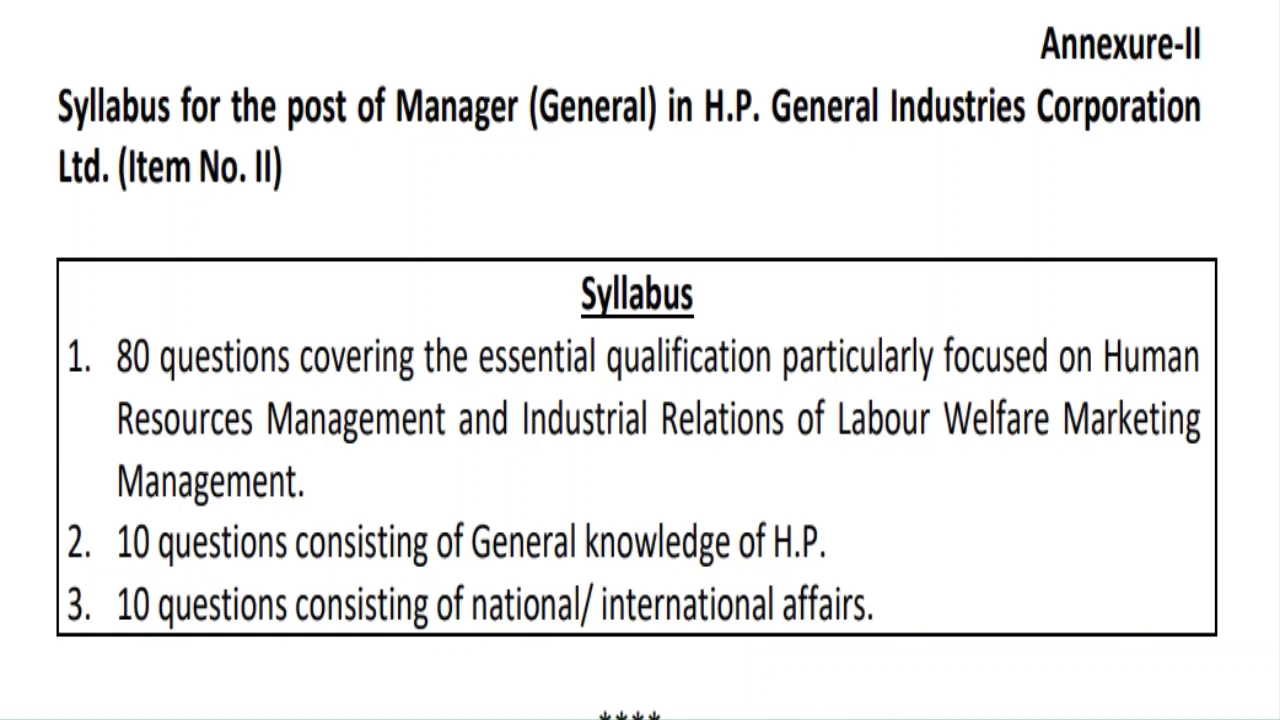 Annexure-II
Syllabus for the post of Manager (General) in H.P. General Industries Corporation
Ltd. (Item No. II)
Syllabus
1. 80 questions covering the essential qualification particularly focused on Human
Resources Management and Industrial Relations of Labour Welfare Marketing
Management.
2. 10 questions consisting of General knowledge of H.P.
3. 10 questions consisting of national/ international affairs.
****